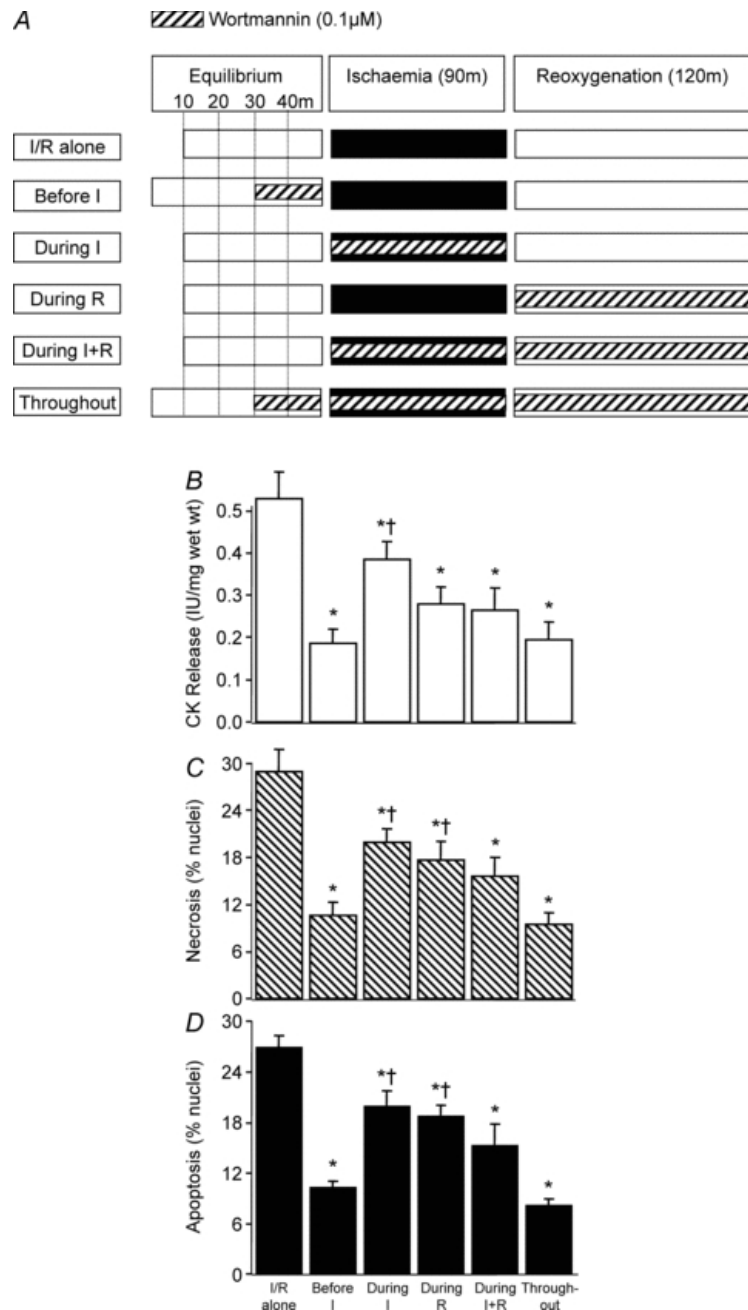 A
Wortmannin (0.1µM)
Equilibrium
10 20 30 40m
Ischaemia (90m)
Reoxygenation (120m)
I/R alone
Before I
During I
During R
During I+R
Throughout
B
CK Release (IU/mg wet wt)
0.5
0.4
0.3
0.2
0.1
0.0
*
*†
*
*
*
C
Necrosis (% nuclei)
30
24
18
12
6
0
*
*†
*†
*
*
D
Apoptosis (% nuclei)
30
24
18
12
6
0
*
*†
*†
*
*
I/R
alone
Before
I
During
I
During
R
During
I+R
Through-
out